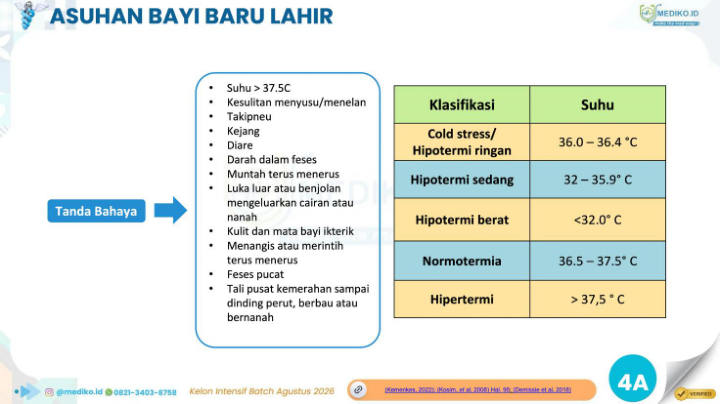 ASUHAN BAYI BARU LAHIR
MEDIKO.ID
Tanda Bahaya
• Suhu > 37.5C
• Kesulitan menyusu/menelan
• Takipneu
• Kejang
• Diare
• Darah dalam feses
• Muntah terus menerus
• Luka luar atau benjolan
mengeluarkan cairan atau
nanah
• Kulit dan mata bayi ikterik
• Menangis atau merintih
terus menerus
• Feses pucat
• Tali pusat kemerahan sampai
dinding perut, berbau atau
bernanah
Klasifikasi Suhu
Cold stress/
Hipotermi ringan 36.0 – 36.4 °C
Hipotermi sedang 32 – 35.9° C
Hipotermi berat <32.0° C
Normotermia 36.5 – 37.5° C
Hipertermi > 37,5 ° C
@mediko.id 0821-3403-8758 Kelon Intensif Batch Agustus 2026
(Kemenkes, 2022); (Kosim, et al, 2008) Hal. 95; (Demissie et al, 2018)
4A
VERIFIED